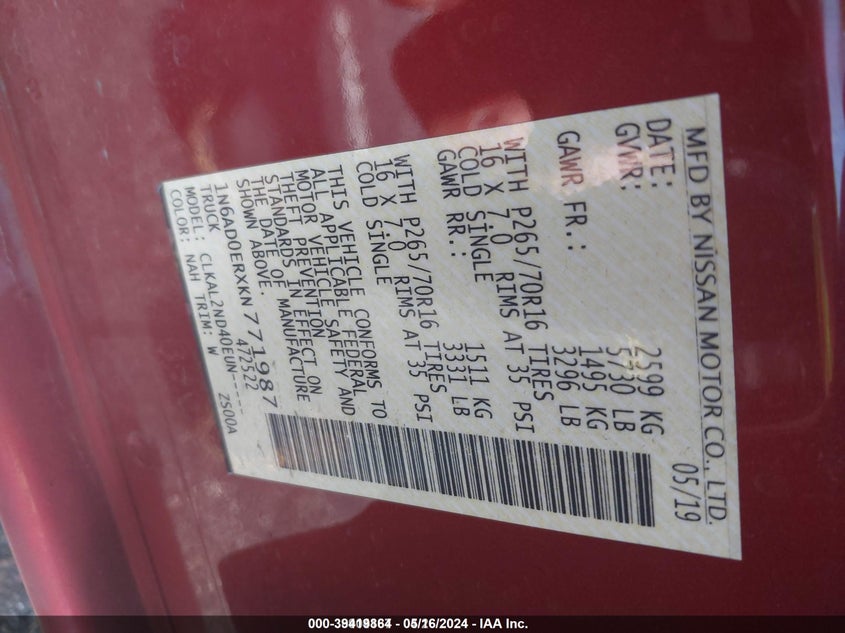 MFD BY NISSAN MOTOR CO., LTD.
DATE: 05/19
GVWR: 2599 KG
5730 LB
GAWR FR.: 1495 KG
3296 LB
WITH P265/70R16 TIRES
16 X 7.0 RIMS AT 35 PSI
COLD SINGLE
GAWR RR.: 1511 KG
3331 LB
WITH P265/70R16 TIRES
16 X 7.0 RIMS AT 35 PSI
COLD SINGLE
THIS VEHICLE CONFORMS TO
ALL APPLICABLE FEDERAL
MOTOR VEHICLE SAFETY AND
THEFT PREVENTION
STANDARDS IN EFFECT ON
THE DATE OF MANUFACTURE
SHOWN ABOVE.
1N6AD0ERXKN771987
TRUCK 472572
MODEL: CLKAL2ND40EUN-----
COLOR: NAH TRIM: W ZS00A
05/16/2024 - IAA Inc.